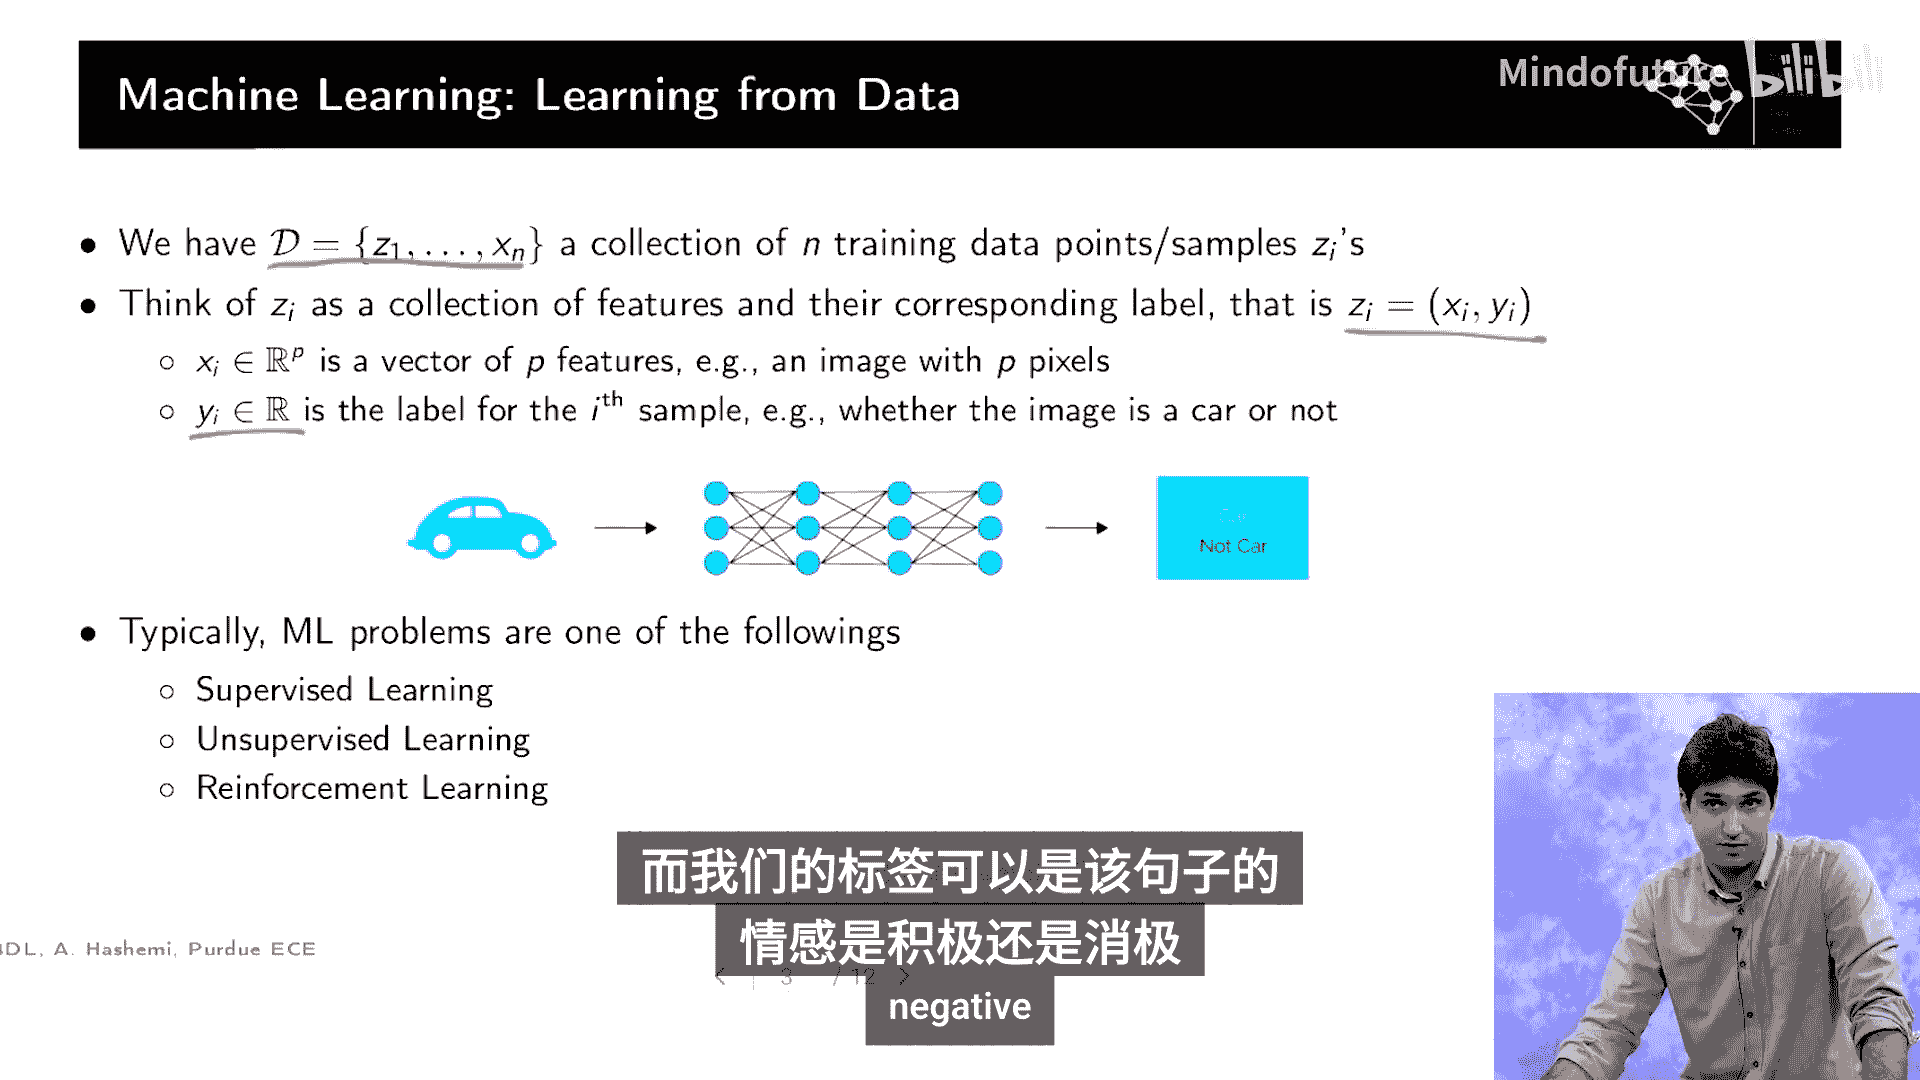 Machine Learning: Learning from Data
Mindofuture
bilibili
• We have 𝒟 = {z₁, . . . , xₙ} a collection of n training data points/samples zᵢ's
• Think of zᵢ as a collection of features and their corresponding label, that is zᵢ = (xᵢ, yᵢ)
○ xᵢ ∈ ℝᵖ is a vector of p features, e.g., an image with p pixels
○ yᵢ ∈ ℝ is the label for the iᵗʰ sample, e.g., whether the image is a car or not
Not Car
• Typically, ML problems are one of the followings
○ Supervised Learning
○ Unsupervised Learning
○ Reinforcement Learning
而我们的标签可以是该句子的
情感是积极还是消极
negative
DL, A. Hashemi, Purdue ECE
3 / 12